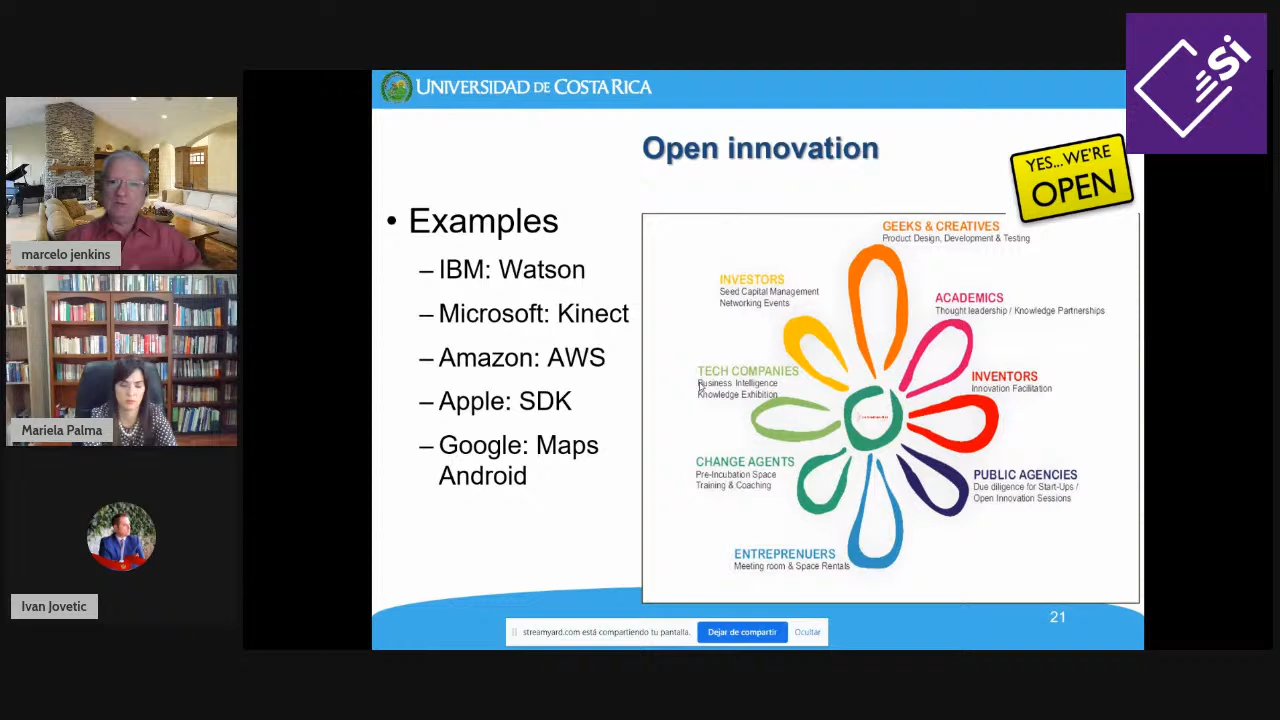 UNIVERSIDAD DE COSTA RICA
Si
Open innovation
YES...WE'RE
OPEN
• Examples
– IBM: Watson
– Microsoft: Kinect
– Amazon: AWS
– Apple: SDK
– Google: Maps
Android
GEEKS & CREATIVES
Product Design, Development & Testing
INVESTORS
Seed Capital Management
Networking Events
ACADEMICS
Thought leadership / Knowledge Partnerships
TECH COMPANIES
Business Intelligence
Knowledge Exhibition
INVENTORS
Innovation Facilitation
CHANGE AGENTS
Pre-Incubation Space
Training & Coaching
PUBLIC AGENCIES
Due diligence for Start-Ups /
Open Innovation Sessions
ENTREPRENUERS
Meeting room & Space Rentals
21
streamyard.com está compartiendo tu pantalla.
Dejar de compartir
Ocultar
marcelo jenkins
Mariela Palma
Ivan Jovetic